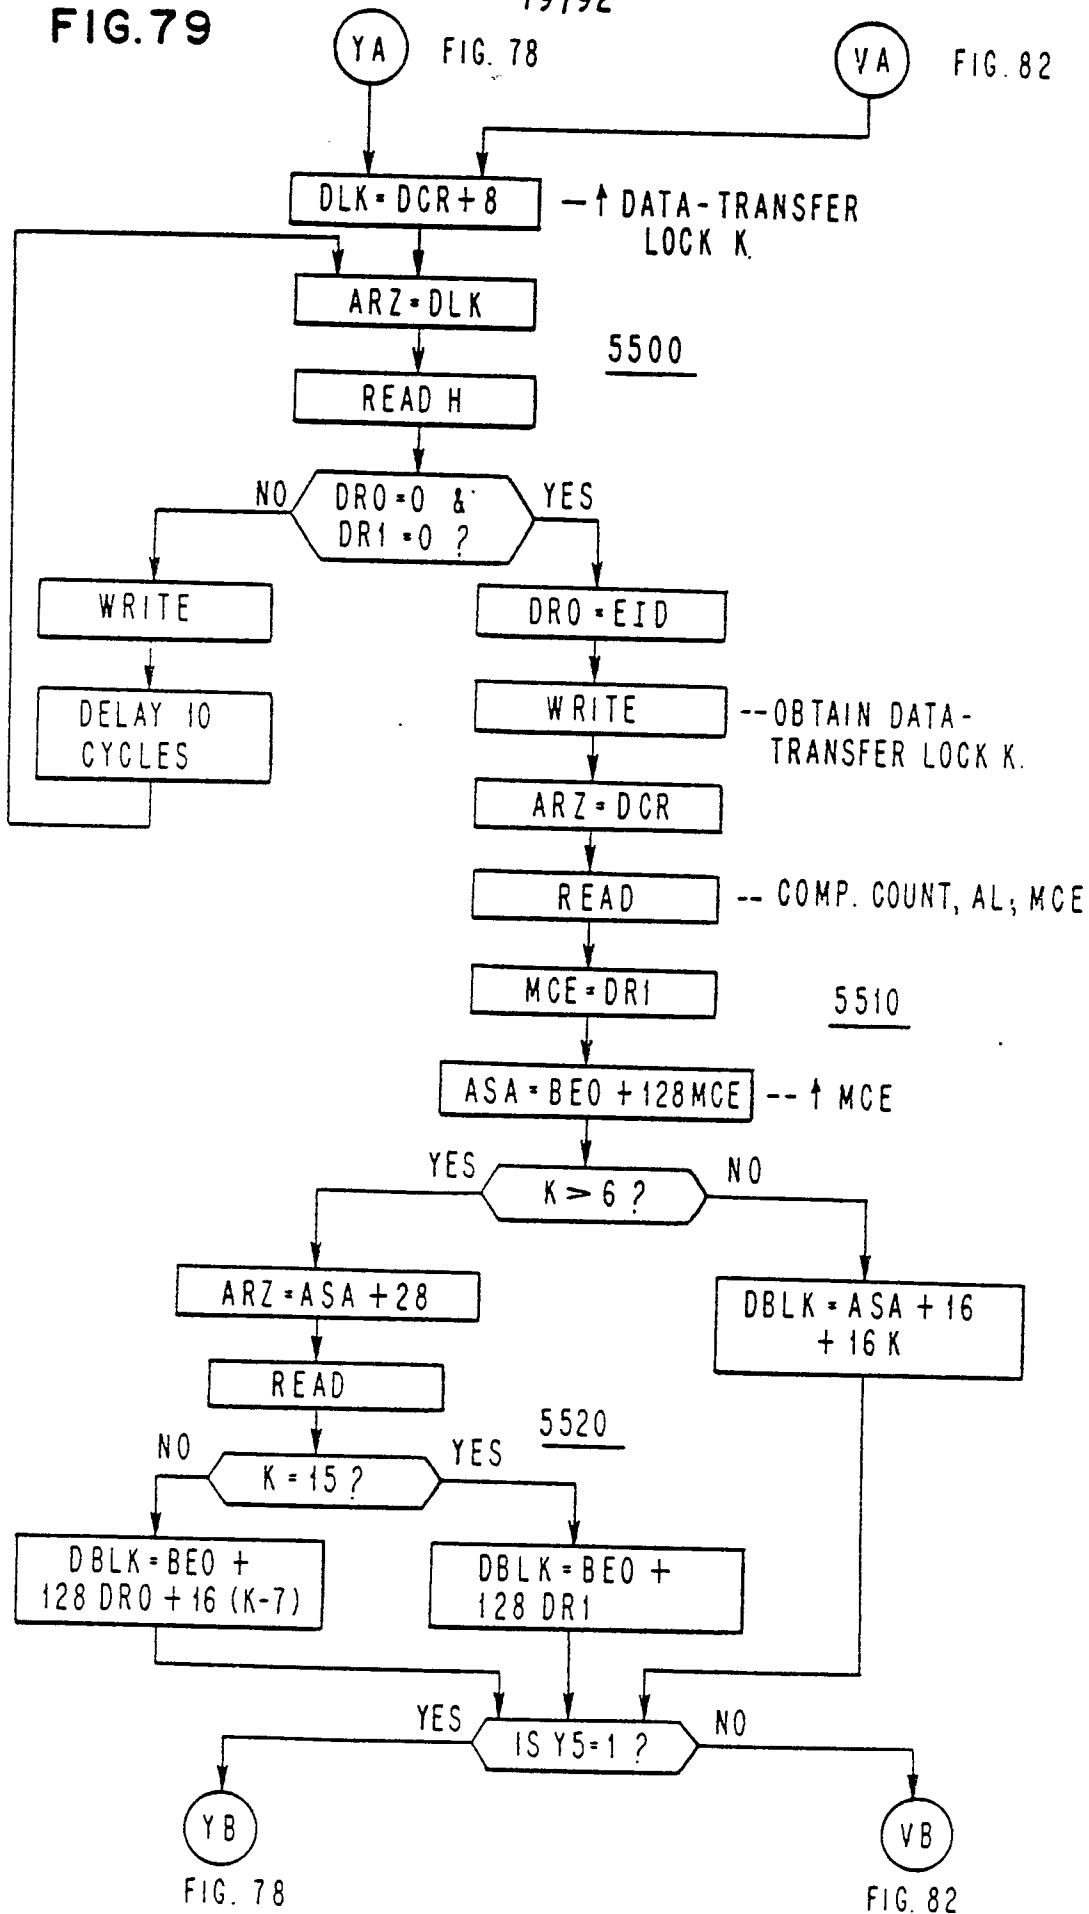 FIG.79
79/92
YA
FIG. 78
VA
FIG. 82
DLK=DCR+8
—↑ DATA-TRANSFER
LOCK K.
ARZ=DLK
5500
READ H
NO
DR0=0 &
DR1=0 ?
YES
WRITE
DR0=EID
DELAY 10
CYCLES
WRITE
--OBTAIN DATA-
TRANSFER LOCK K.
ARZ=DCR
READ
-- COMP. COUNT, AL; MCE
MCE=DR1
5510
ASA=BE0+128MCE
--↑ MCE
YES
K > 6 ?
NO
ARZ=ASA+28
DBLK=ASA+16
+16K
READ
5520
NO
K=15?
YES
DBLK=BE0+
128 DR0+16 (K-7)
DBLK=BE0+
128 DR1
YES
IS Y5=1 ?
NO
YB
VB
FIG. 78
FIG. 82